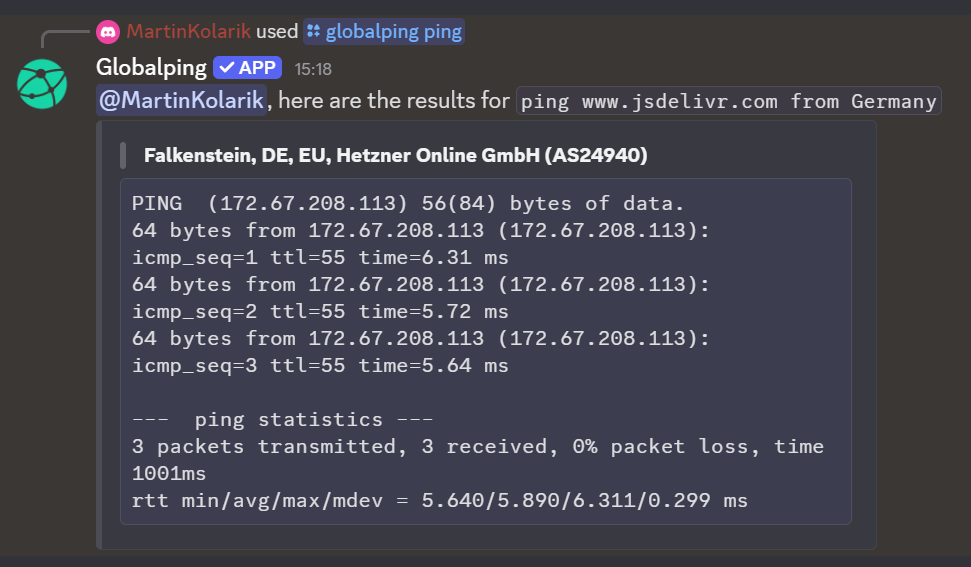 MartinKolarik used globalping ping
Globalping APP 15:18
@MartinKolarik, here are the results for ping www.jsdelivr.com from Germany
Falkenstein, DE, EU, Hetzner Online GmbH (AS24940)
PING  (172.67.208.113) 56(84) bytes of data.
64 bytes from 172.67.208.113 (172.67.208.113):
icmp_seq=1 ttl=55 time=6.31 ms
64 bytes from 172.67.208.113 (172.67.208.113):
icmp_seq=2 ttl=55 time=5.72 ms
64 bytes from 172.67.208.113 (172.67.208.113):
icmp_seq=3 ttl=55 time=5.64 ms
---  ping statistics ---
3 packets transmitted, 3 received, 0% packet loss, time
1001ms
rtt min/avg/max/mdev = 5.640/5.890/6.311/0.299 ms